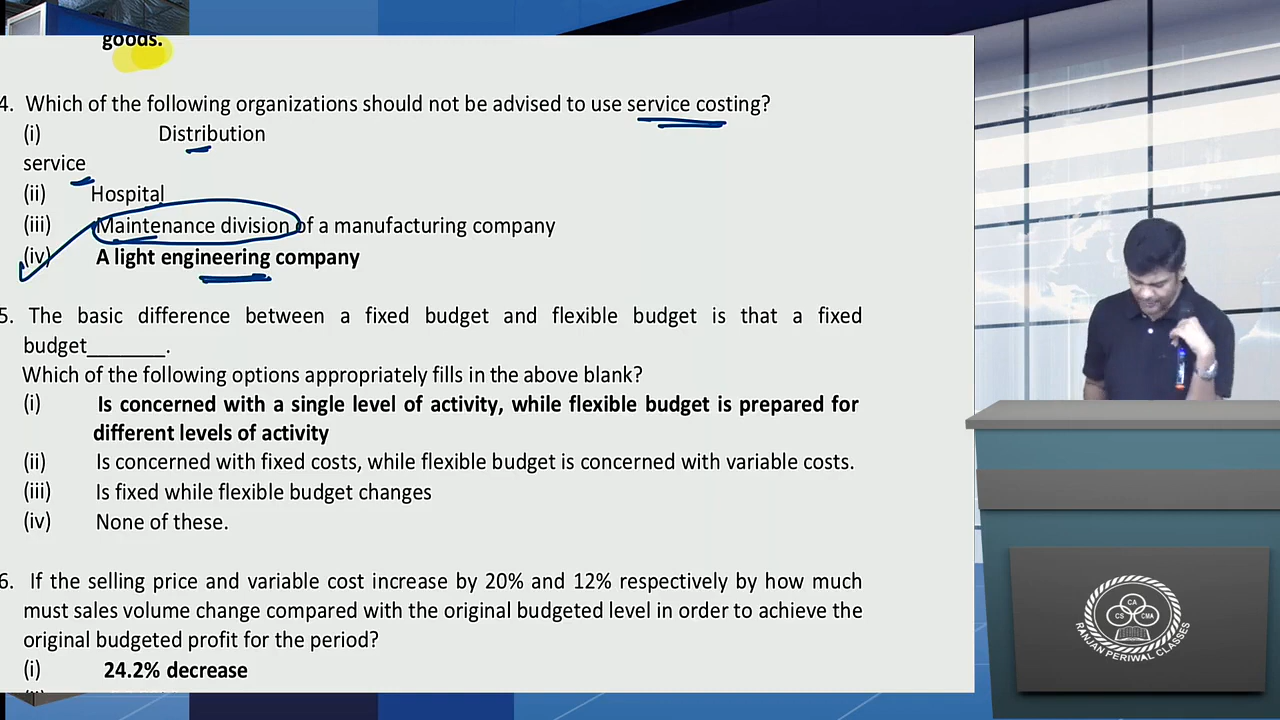 goods.
4. Which of the following organizations should not be advised to use service costing?
(i) Distribution
service
(ii) Hospital
(iii) Maintenance division of a manufacturing company
(iv) A light engineering company
5. The basic difference between a fixed budget and flexible budget is that a fixed
budget_______.
Which of the following options appropriately fills in the above blank?
(i) Is concerned with a single level of activity, while flexible budget is prepared for
different levels of activity
(ii) Is concerned with fixed costs, while flexible budget is concerned with variable costs.
(iii) Is fixed while flexible budget changes
(iv) None of these.
6. If the selling price and variable cost increase by 20% and 12% respectively by how much
must sales volume change compared with the original budgeted level in order to achieve the
original budgeted profit for the period?
(i) 24.2% decrease
CA
CS CMA
RANJAN PERIWAL CLASSES